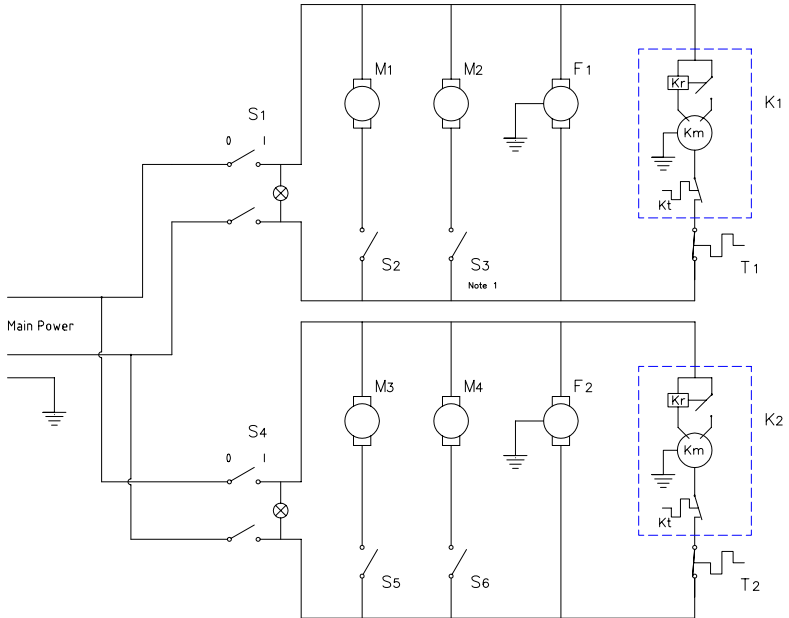 M1
M2
F1
Kr
K1
S1
0 I
Km
Kt
S2
S3
T1
Note 1
Main Power
M3
M4
F2
Kr
K2
S4
0 I
Km
Kt
S5
S6
T2